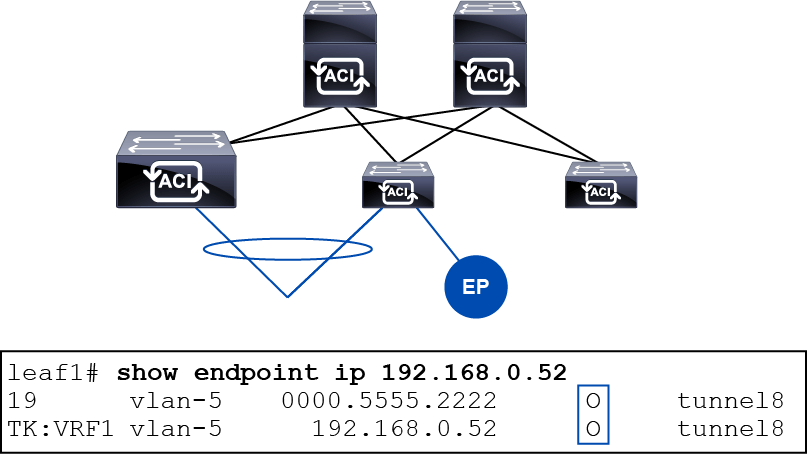 ACI
ACI
ACI
ACI
ACI
EP
leaf1# show endpoint ip 192.168.0.52
19 vlan-5 0000.5555.2222 O tunnel8
TK:VRF1 vlan-5 192.168.0.52 O tunnel8